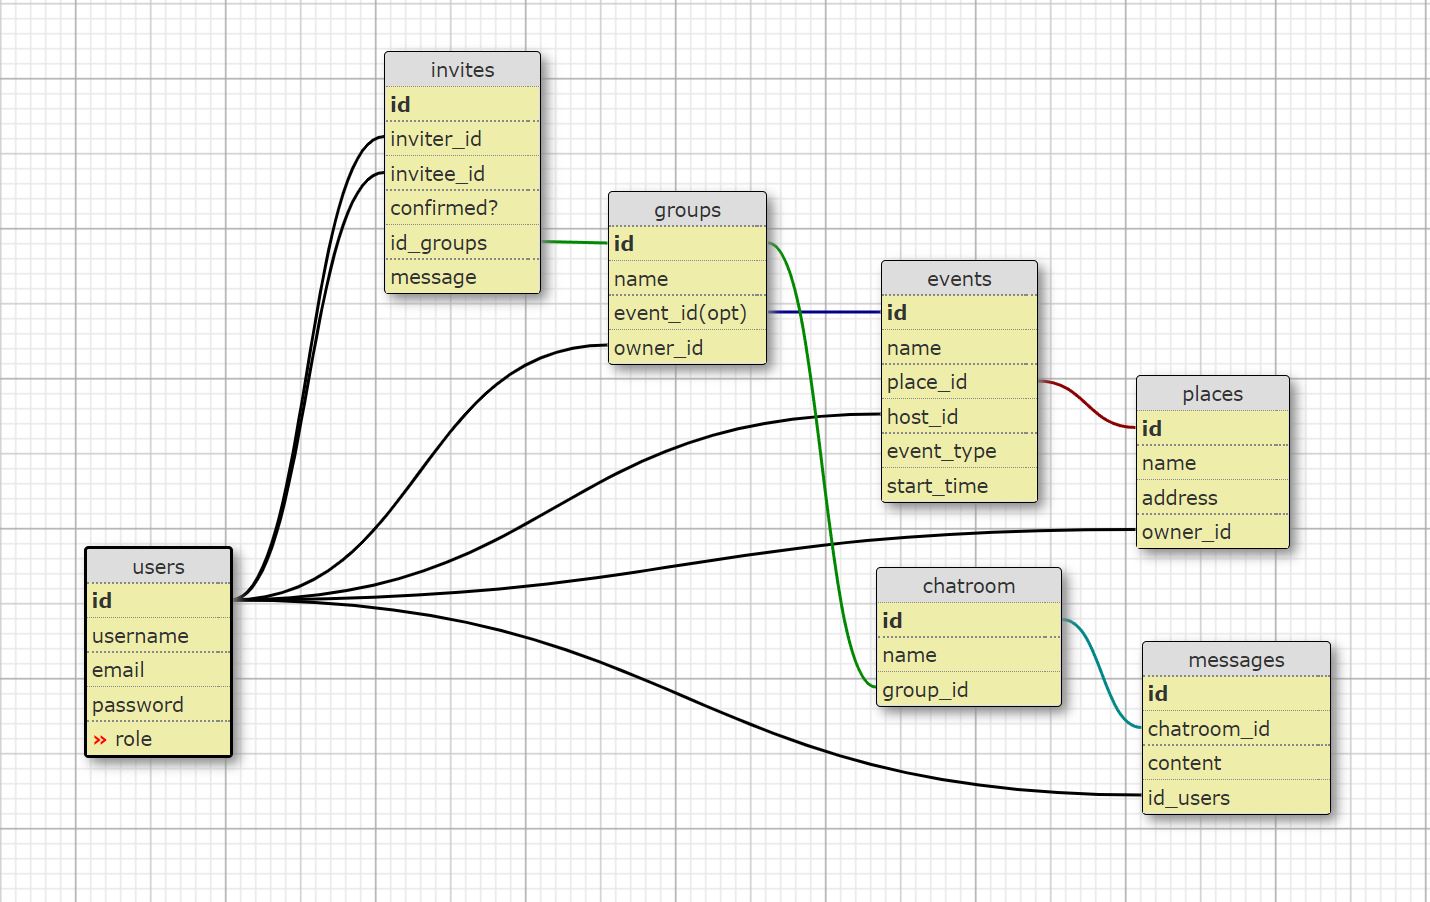 invites
id
inviter_id
invitee_id
confirmed?
id_groups
message
groups
id
name
event_id(opt)
owner_id
events
id
name
place_id
host_id
event_type
start_time
places
id
name
address
owner_id
users
id
username
email
password
» role
chatroom
id
name
group_id
messages
id
chatroom_id
content
id_users